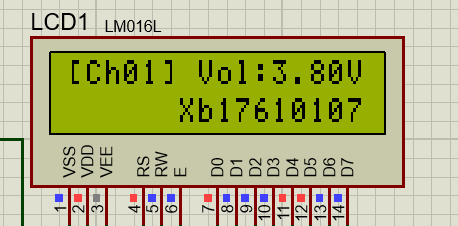 LCD1
LM016L
[Ch01] Vol:3.80V
Xb17610107
VSS VDD VEE RS RW E D0 D1 D2 D3 D4 D5 D6 D7
1 2 3 4 5 6 7 8 9 10 11 12 13 14